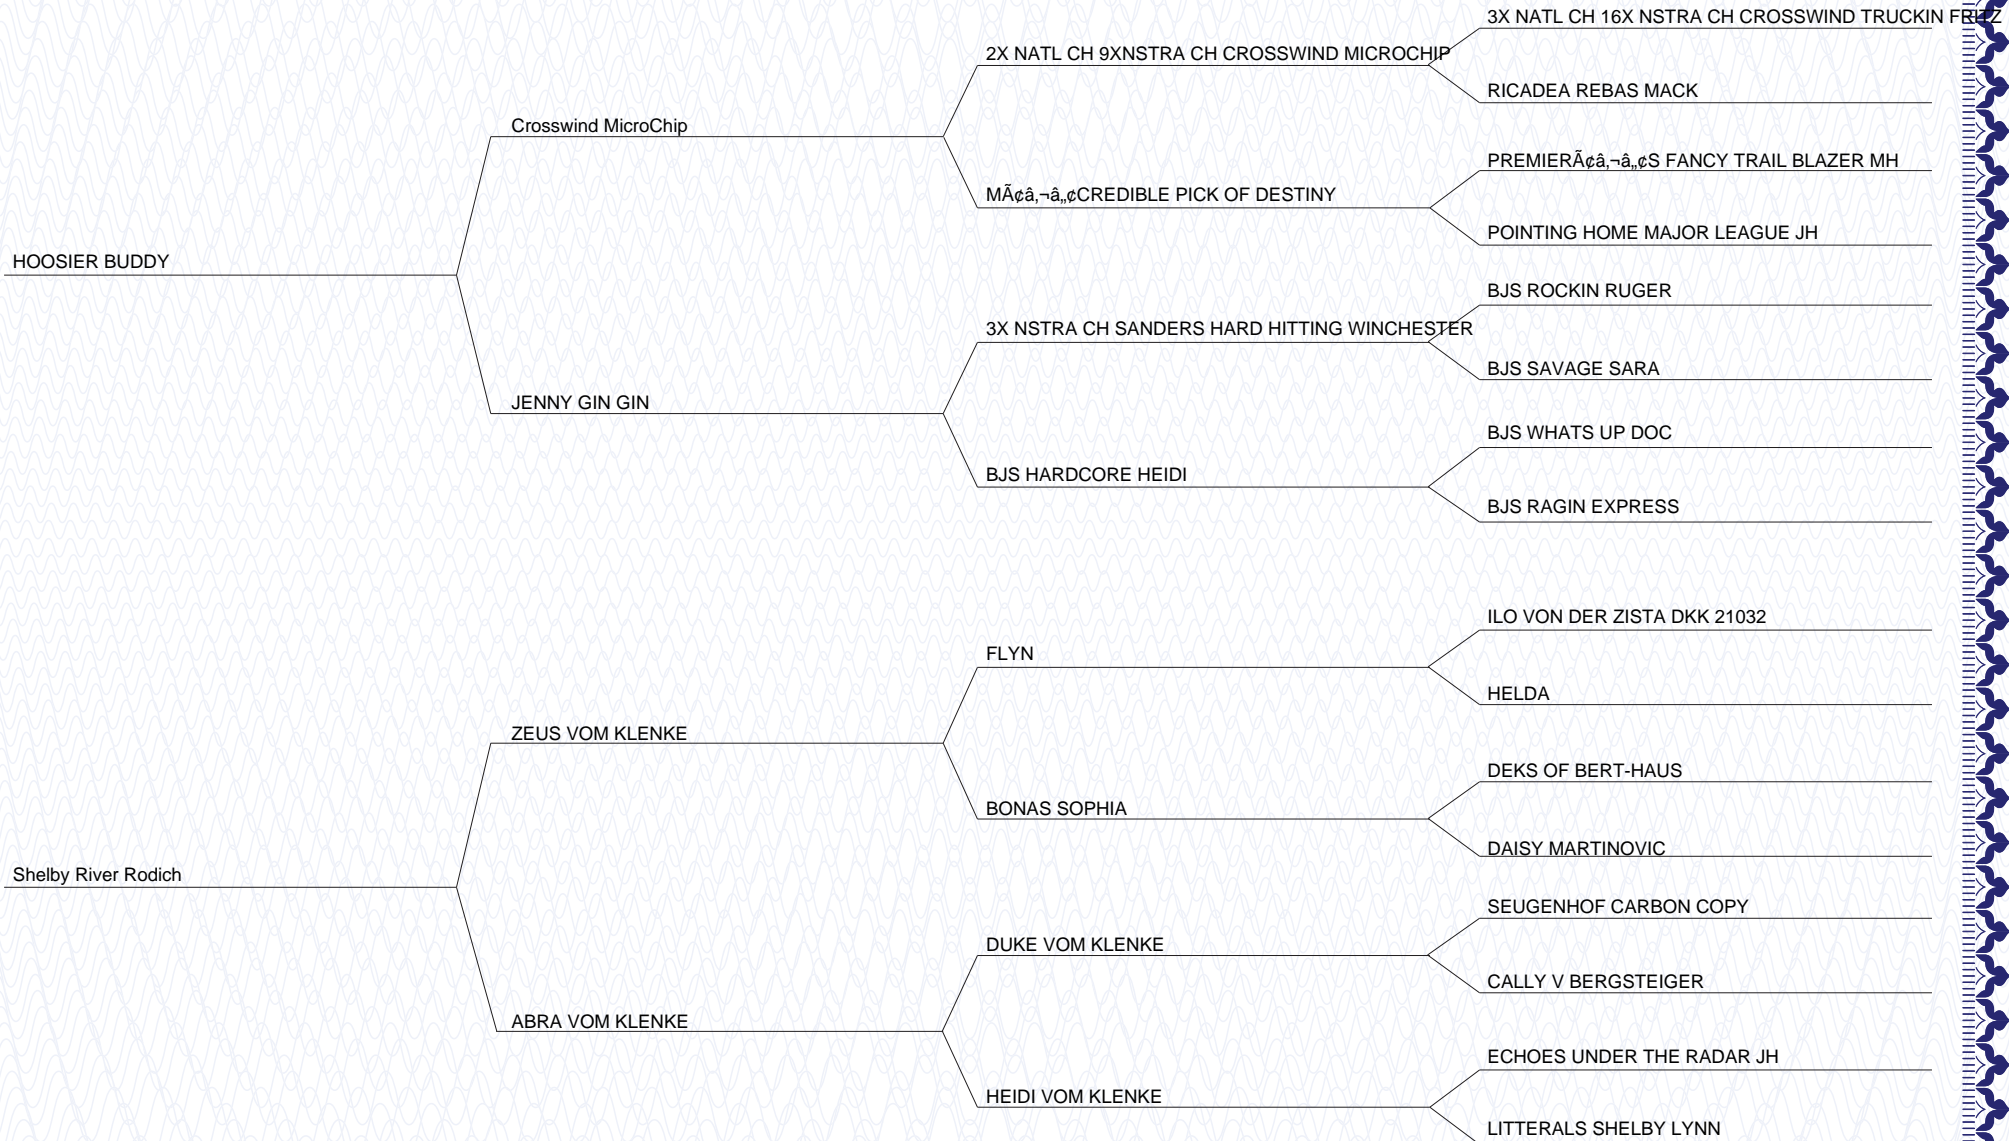 3X NATL CH 16X NSTRA CH CROSSWIND TRUCKIN FRITZ
2X NATL CH 9XNSTRA CH CROSSWIND MICROCHIP
RICADEA REBAS MACK
Crosswind MicroChip
PREMIERÃ¢â‚¬â„¢S FANCY TRAIL BLAZER MH
MÃ¢â‚¬â„¢CREDIBLE PICK OF DESTINY
POINTING HOME MAJOR LEAGUE JH
HOOSIER BUDDY
BJS ROCKIN RUGER
3X NSTRA CH SANDERS HARD HITTING WINCHESTER
BJS SAVAGE SARA
JENNY GIN GIN
BJS WHATS UP DOC
BJS HARDCORE HEIDI
BJS RAGIN EXPRESS
ILO VON DER ZISTA DKK 21032
FLYN
HELDA
ZEUS VOM KLENKE
DEKS OF BERT-HAUS
BONAS SOPHIA
DAISY MARTINOVIC
Shelby River Rodich
SEUGENHOF CARBON COPY
DUKE VOM KLENKE
CALLY V BERGSTEIGER
ABRA VOM KLENKE
ECHOES UNDER THE RADAR JH
HEIDI VOM KLENKE
LITTERALS SHELBY LYNN